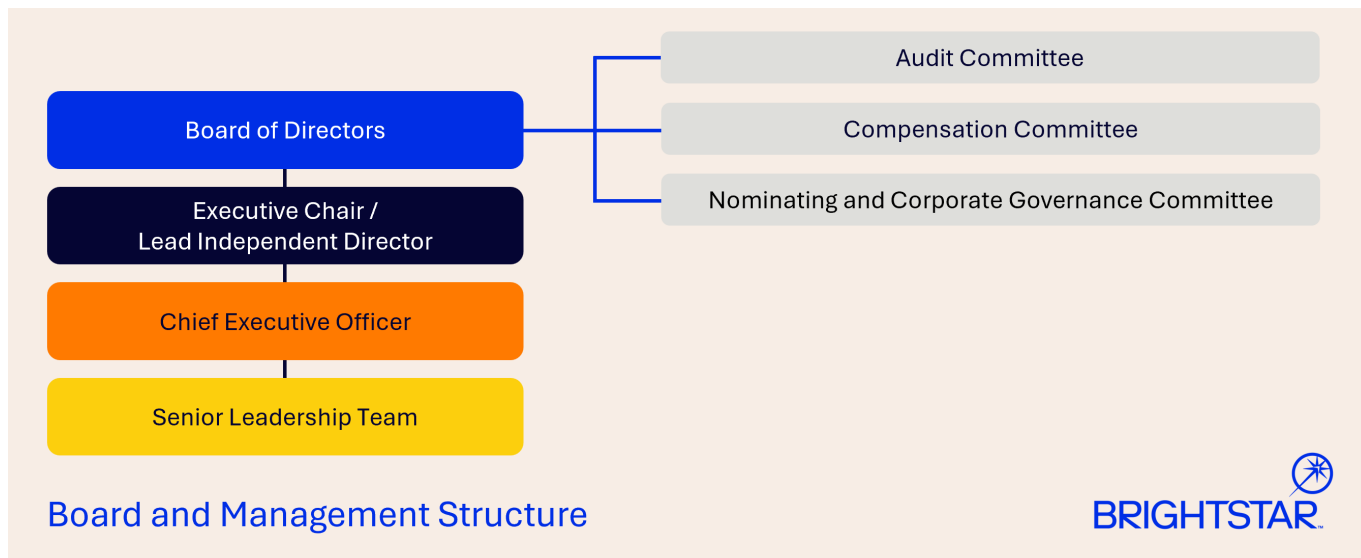 Board of Directors
Executive Chair /
Lead Independent Director
Chief Executive Officer
Senior Leadership Team
Audit Committee
Compensation Committee
Nominating and Corporate Governance Committee
Board and Management Structure
BRIGHTSTAR™